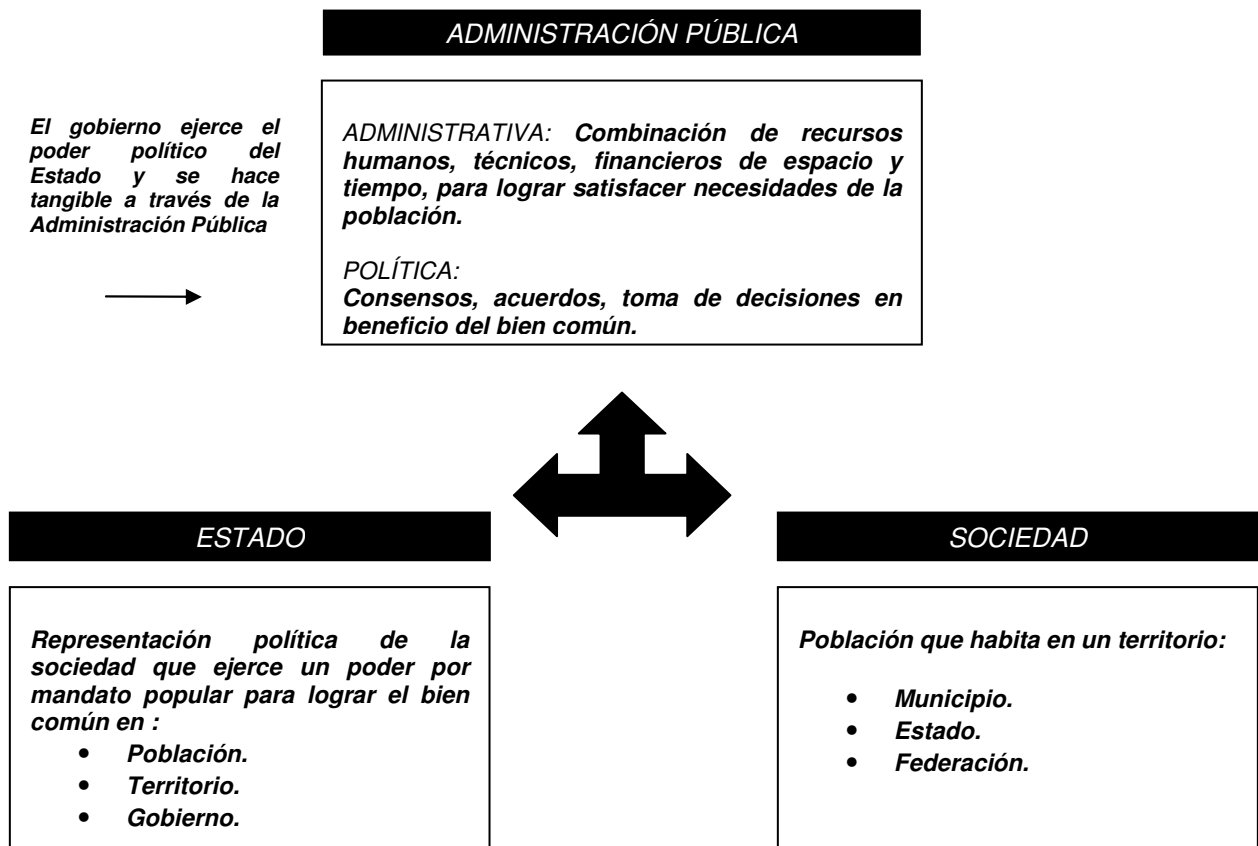 ADMINISTRACIÓN PÚBLICA
El gobierno ejerce el
poder político del
Estado y se hace
tangible a través de la
Administración Pública
ADMINISTRATIVA: Combinación de recursos
humanos, técnicos, financieros de espacio y
tiempo, para lograr satisfacer necesidades de la
población.
POLÍTICA:
Consensos, acuerdos, toma de decisiones en
beneficio del bien común.
ESTADO
Representación política de la
sociedad que ejerce un poder por
mandato popular para lograr el bien
común en :
• Población.
• Territorio.
• Gobierno.
SOCIEDAD
Población que habita en un territorio:
• Municipio.
• Estado.
• Federación.